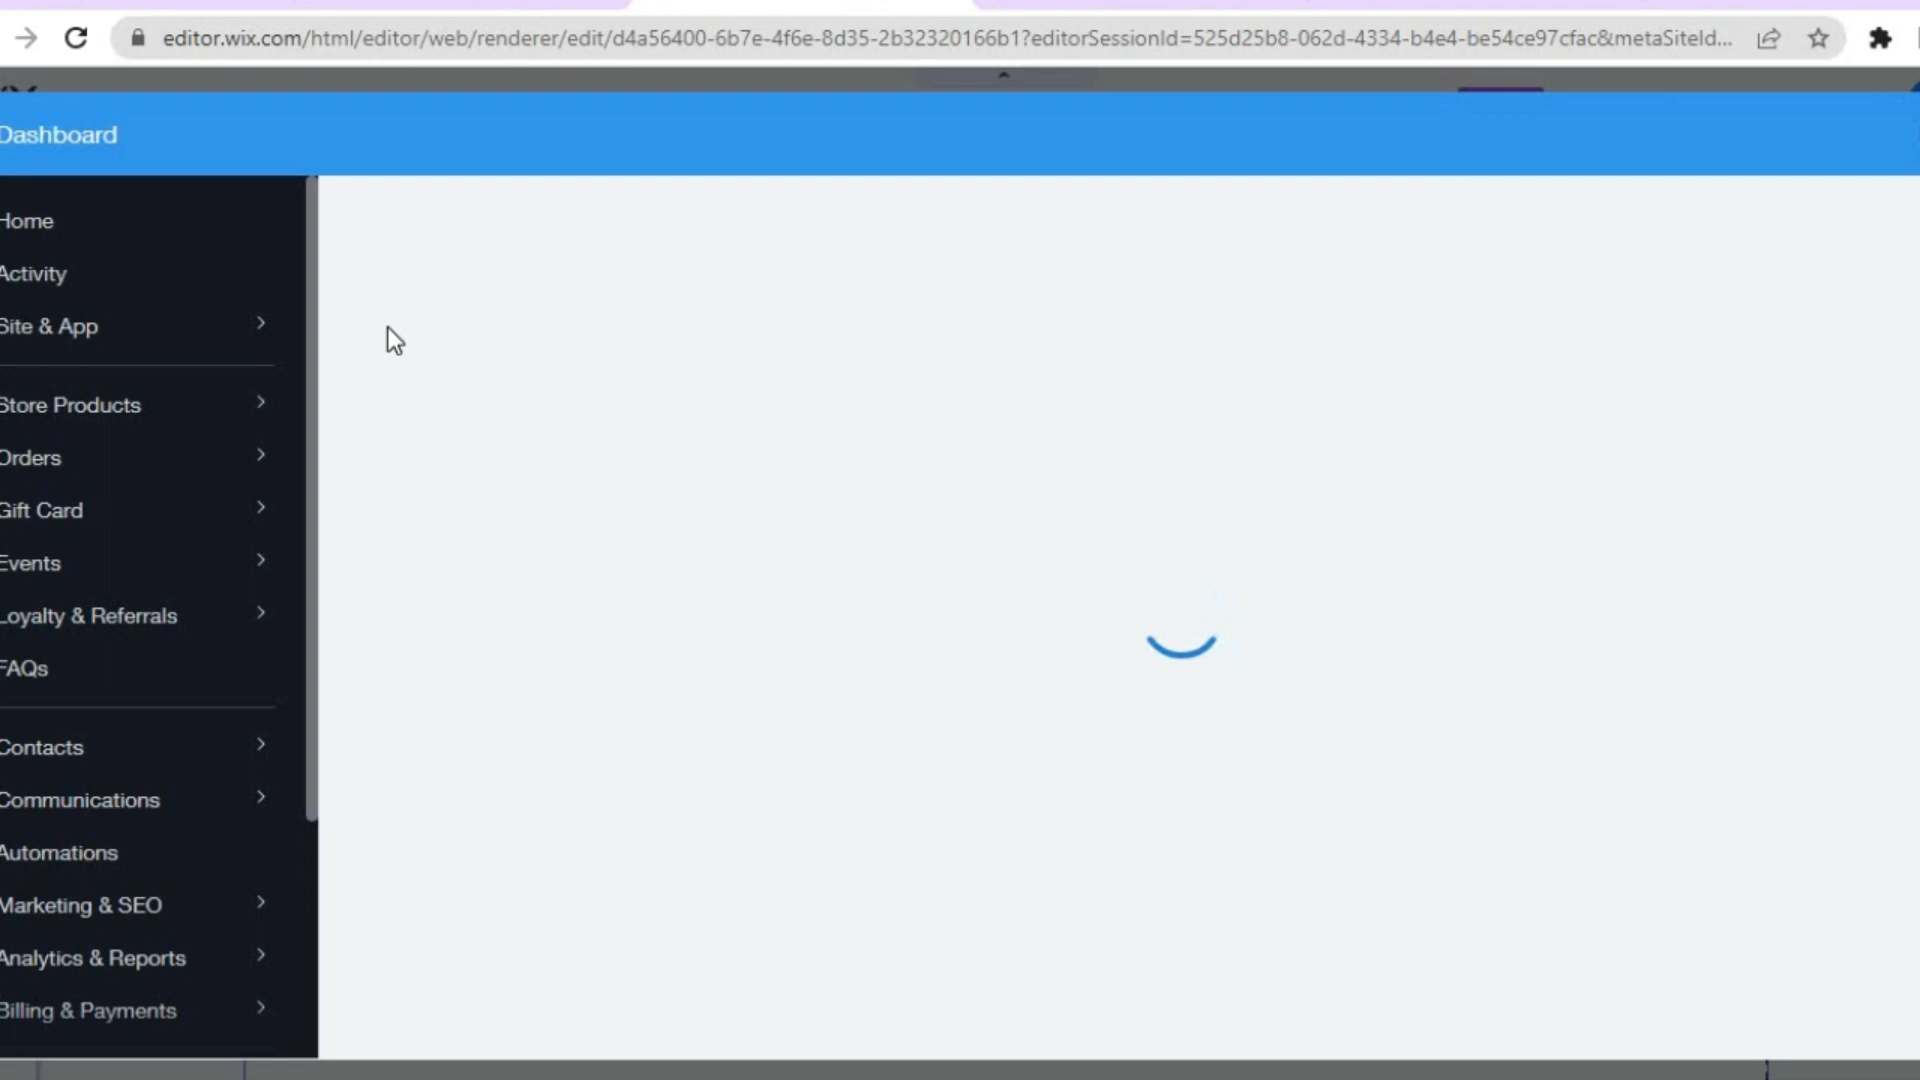 editor.wix.com/html/editor/web/renderer/edit/d4a56400-6b7e-4f6e-8d35-2b32320166b1?editorSessionId=525d25b8-062d-4334-b4e4-be54ce97cfac&metaSiteId...
Dashboard
Home
Activity
Site & App
Store Products
Orders
Gift Card
Events
Loyalty & Referrals
FAQs
Contacts
Communications
Automations
Marketing & SEO
Analytics & Reports
Billing & Payments